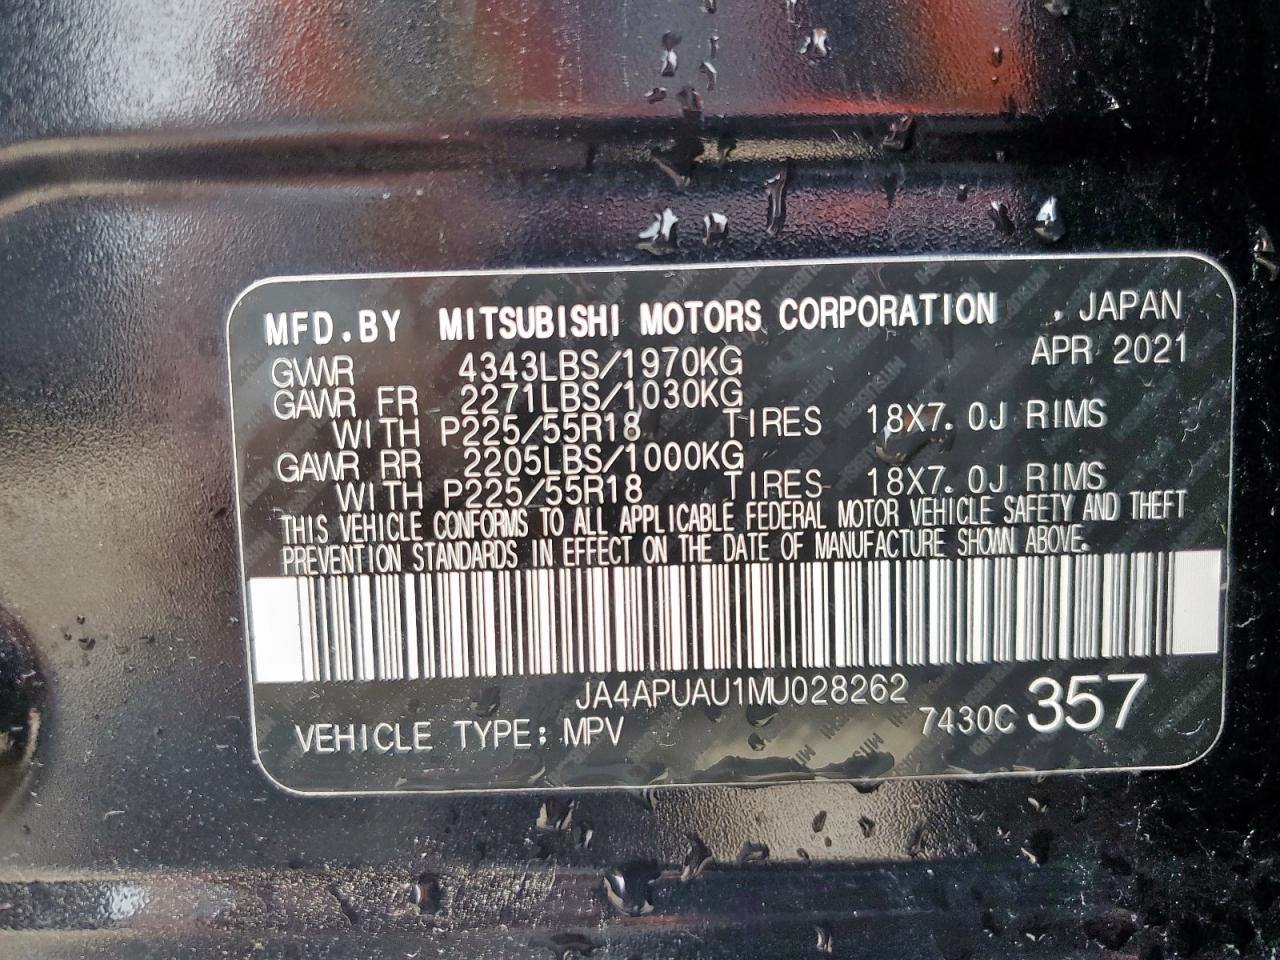 MFD.BY MITSUBISHI MOTORS CORPORATION , JAPAN
GVWR 4343LBS/1970KG APR 2021
GAWR FR 2271LBS/1030KG
WITH P225/55R18 TIRES 18X7.0J RIMS
GAWR RR 2205LBS/1000KG
WITH P225/55R18 TIRES 18X7.0J RIMS
THIS VEHICLE CONFORMS TO ALL APPLICABLE FEDERAL MOTOR VEHICLE SAFETY AND THEFT
PREVENTION STANDARDS IN EFFECT ON THE DATE OF MANUFACTURE SHOWN ABOVE.
JA4APUAU1MU028262
VEHICLE TYPE: MPV 7430C 357